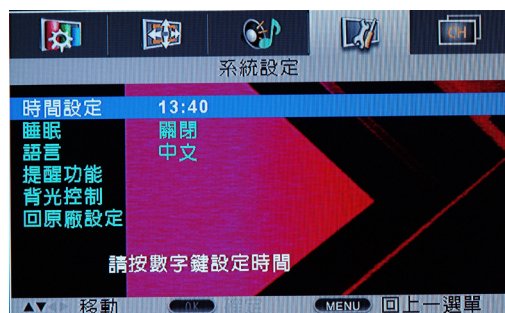 CH
系統設定
時間設定 13:40
睡眠 關閉
語言 中文
提醒功能
背光控制
回原廠設定
請按數字鍵設定時間
▲▼◀▶ 移動 OK 選定 MENU 回上一選單